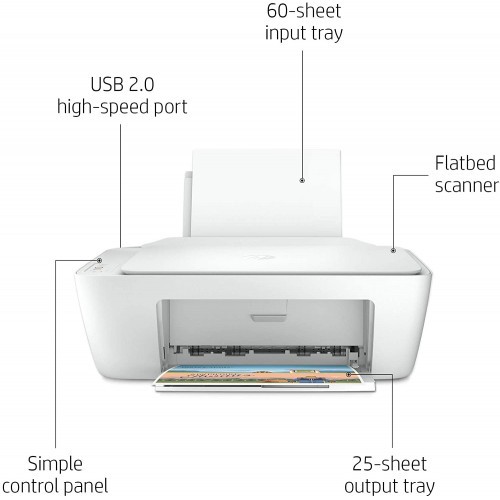 60-sheet
input tray
USB 2.0
high-speed port
Flatbed
scanner
Simple
control panel
25-sheet
output tray